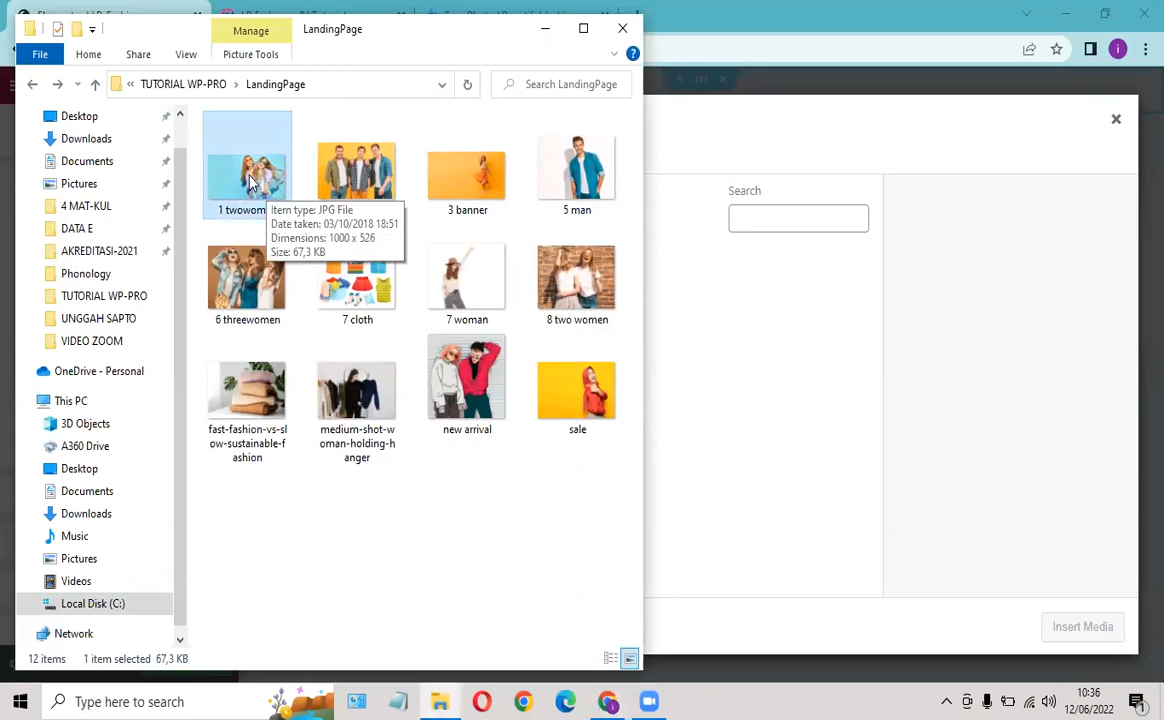 Manage
LandingPage
File
Home
Share
View
Picture Tools
TUTORIAL WP-PRO
LandingPage
Search LandingPage
Desktop
Downloads
Documents
Pictures
4 MAT-KUL
DATA E
AKREDITASI-2021
Phonology
TUTORIAL WP-PRO
UNGGAH SAPTO
VIDEO ZOOM
OneDrive - Personal
This PC
3D Objects
A360 Drive
Desktop
Documents
Downloads
Music
Pictures
Videos
Local Disk (C:)
Network
1 twowom
3 banner
5 man
Item type: JPG File
Date taken: 03/10/2018 18:51
Dimensions: 1000 x 526
Size: 67,3 KB
6 threewomen
7 cloth
7 woman
8 two women
fast-fashion-vs-sl
ow-sustainable-f
ashion
medium-shot-w
oman-holding-h
anger
new arrival
sale
12 items
1 item selected 67,3 KB
Search
Insert Media
Type here to search
10:36
12/06/2022